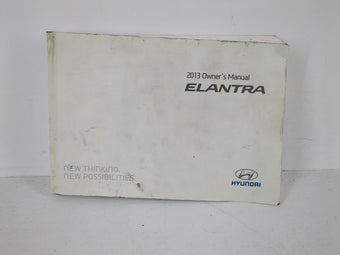 2013 Owner's Manual
ELANTRA
NEW THINKING.
NEW POSSIBILITIES.
HYUNDAI